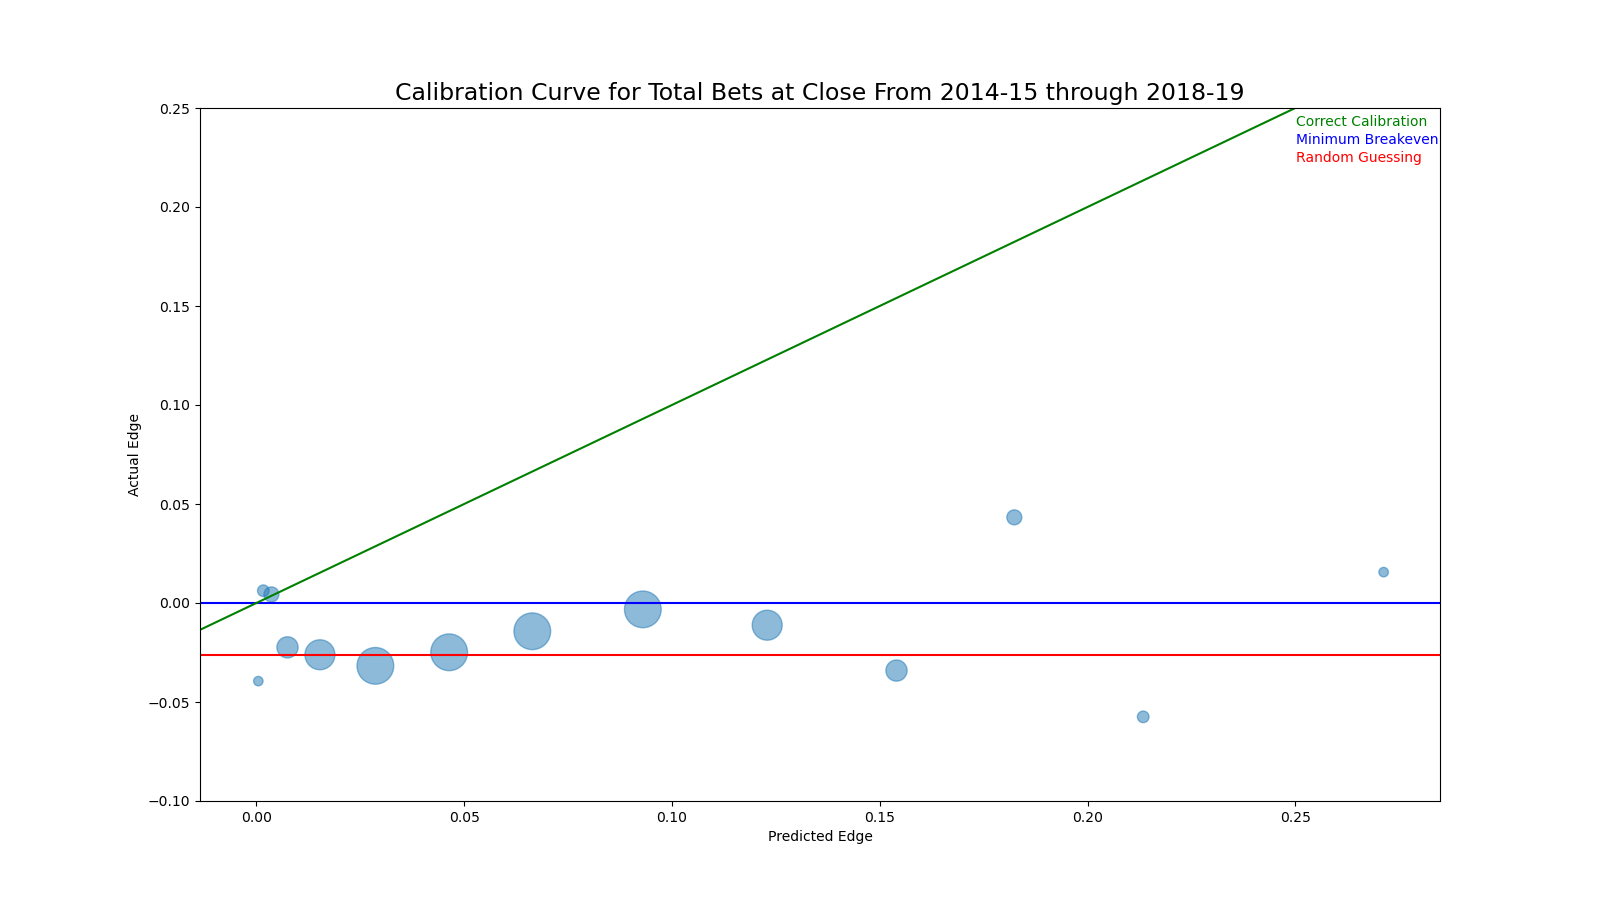 Calibration Curve for Total Bets at Close From 2014-15 through 2018-19
Correct Calibration
Minimum Breakeven
Random Guessing
Actual Edge
0.25
0.20
0.15
0.10
0.05
0.00
−0.05
−0.10
0.00 0.05 0.10 0.15 0.20 0.25
Predicted Edge